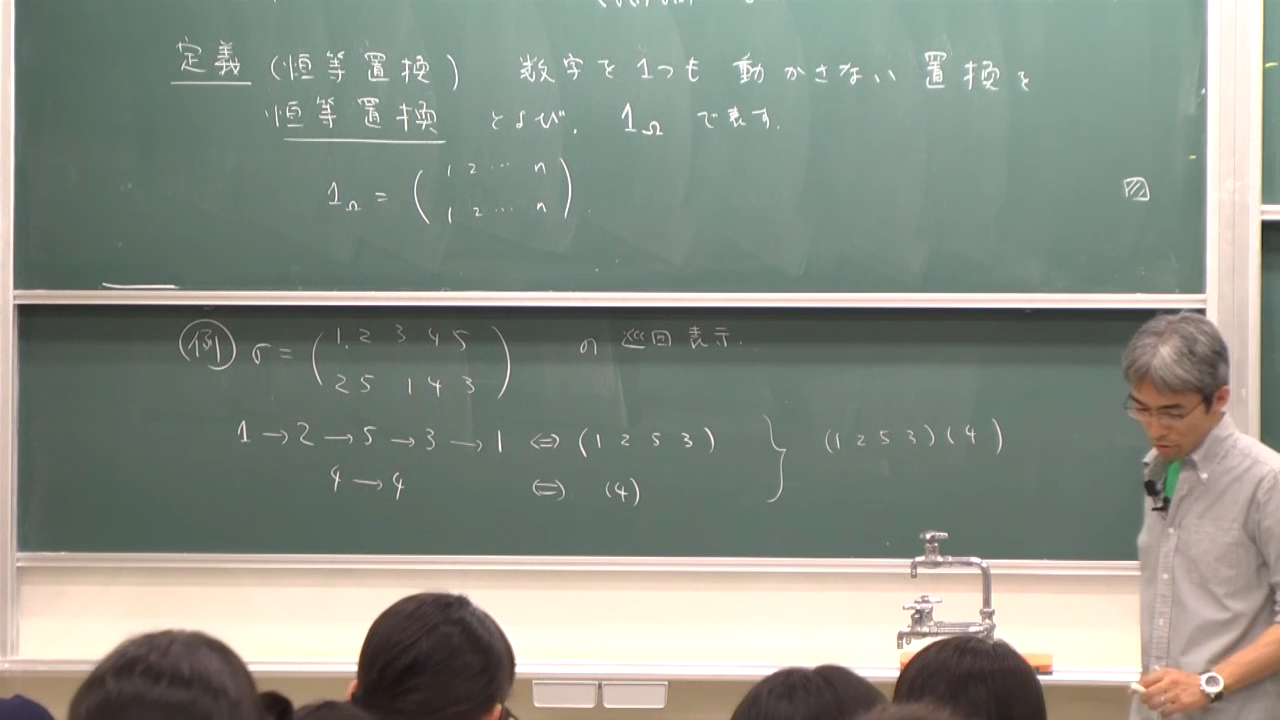 定義 (恒等置換) 数字を1つも動かさない置換を
恒等置換 とよび, 1_Ω で表す.
1_Ω = ( 1 2 ⋯ n
1 2 ⋯ n ).
例 σ = ( 1 2 3 4 5
2 5 1 4 3 ) の 巡回表示.
1 → 2 → 5 → 3 → 1 ⇔ (1 2 5 3) } (1 2 5 3)(4)
4 → 4 ⇔ (4)